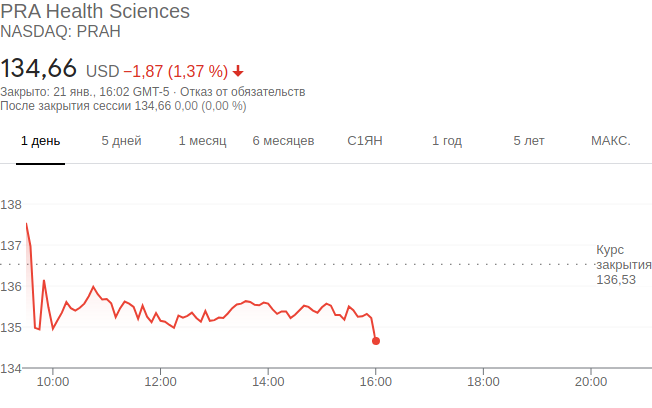 PRA Health Sciences
NASDAQ: PRAH
134,66 USD −1,87 (1,37 %)
Закрыто: 21 янв., 16:02 GMT-5 · Отказ от обязательств
После закрытия сессии 134,66 0,00 (0,00 %)
1 день 5 дней 1 месяц 6 месяцев С1ЯН 1 год 5 лет МАКС.
138
137
Курс
закрытия
136,53
136
135
134
10:00 12:00 14:00 16:00 18:00 20:00